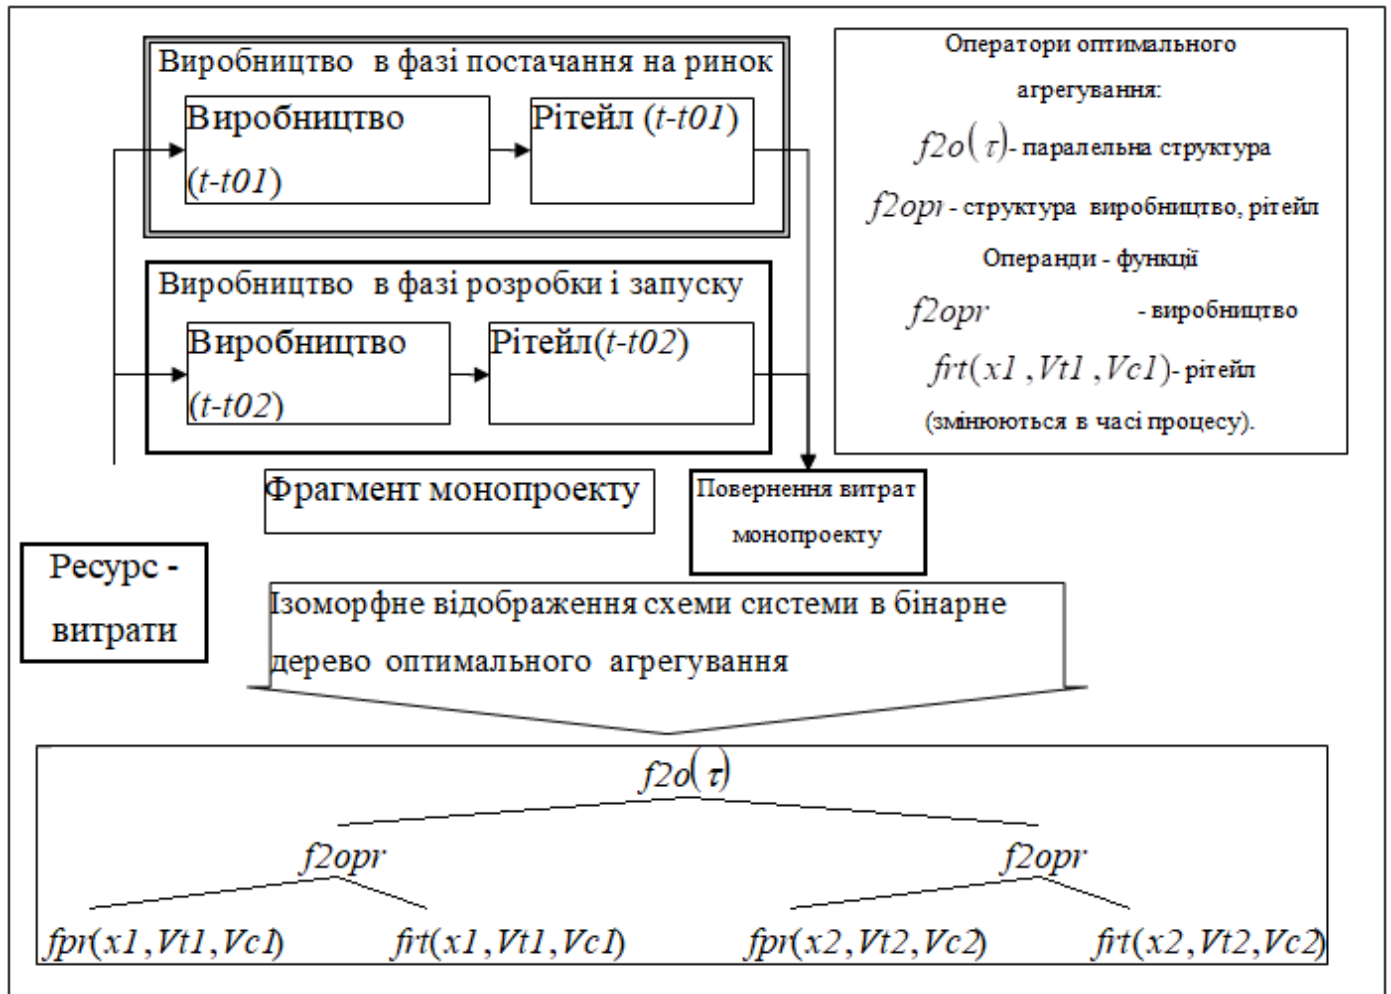 Виробництво в фазі постачання на ринок
Виробництво
(t-t01)
Рітейл (t-t01)
Виробництво в фазі розробки і запуску
Виробництво
(t-t02)
Рітейл(t-t02)
Оператори оптимального
агрегування:
f2o(τ)- паралельна структура
f2opr- структура виробництво, рітейл
Операнди - функції
f2opr - виробництво
frt(x1,Vt1,Vc1)- рітейл
(змінюються в часі процесу).
Фрагмент монопроекту
Повернення витрат
монопроекту
Ресурс -
витрати
Ізоморфне відображення схеми системи в бінарне
дерево оптимального агрегування
f2o(τ)
f2opr f2opr
fpr(x1,Vt1,Vc1) frt(x1,Vt1,Vc1) fpr(x2,Vt2,Vc2) frt(x2,Vt2,Vc2)